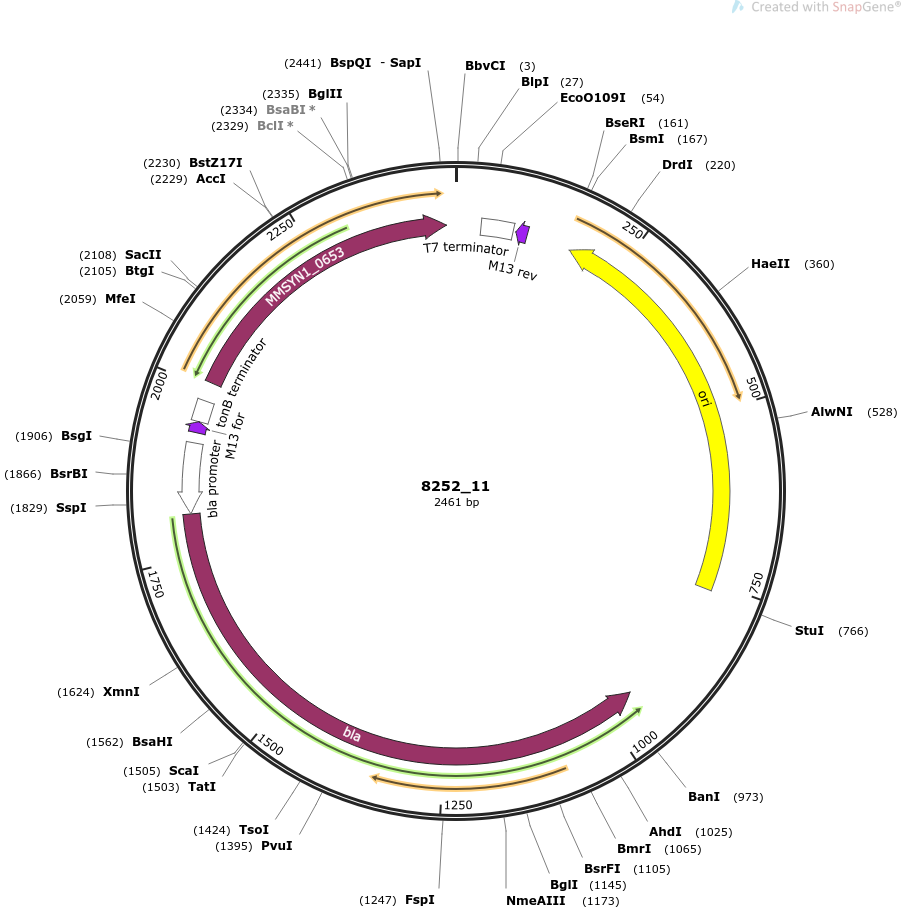 Created with SnapGene®
(2441) BspQI - SapI
BbvCI (3)
BlpI (27)
(2335) BglII
EcoO109I (54)
(2334) BsaBI *
(2329) BclI *
BseRI (161)
BsmI (167)
(2230) BstZ17I
DrdI (220)
(2229) AccI
2250
250
T7 terminator
M13 rev
MMSYN1_0653
(2108) SacII
(2105) BtgI
HaeII (360)
(2059) MfeI
2000
500
tonB terminator
M13 for
ori
AlwNI (528)
(1906) BsgI
(1866) BsrBI
bla promoter
8252_11
2461 bp
(1829) SspI
1750
750
StuI (766)
(1624) XmnI
bla
(1562) BsaHI
1500
1000
(1505) ScaI
(1503) TatI
BanI (973)
1250
(1424) TsoI
AhdI (1025)
(1395) PvuI
BmrI (1065)
BsrFI (1105)
BglI (1145)
(1247) FspI
NmeAIII (1173)